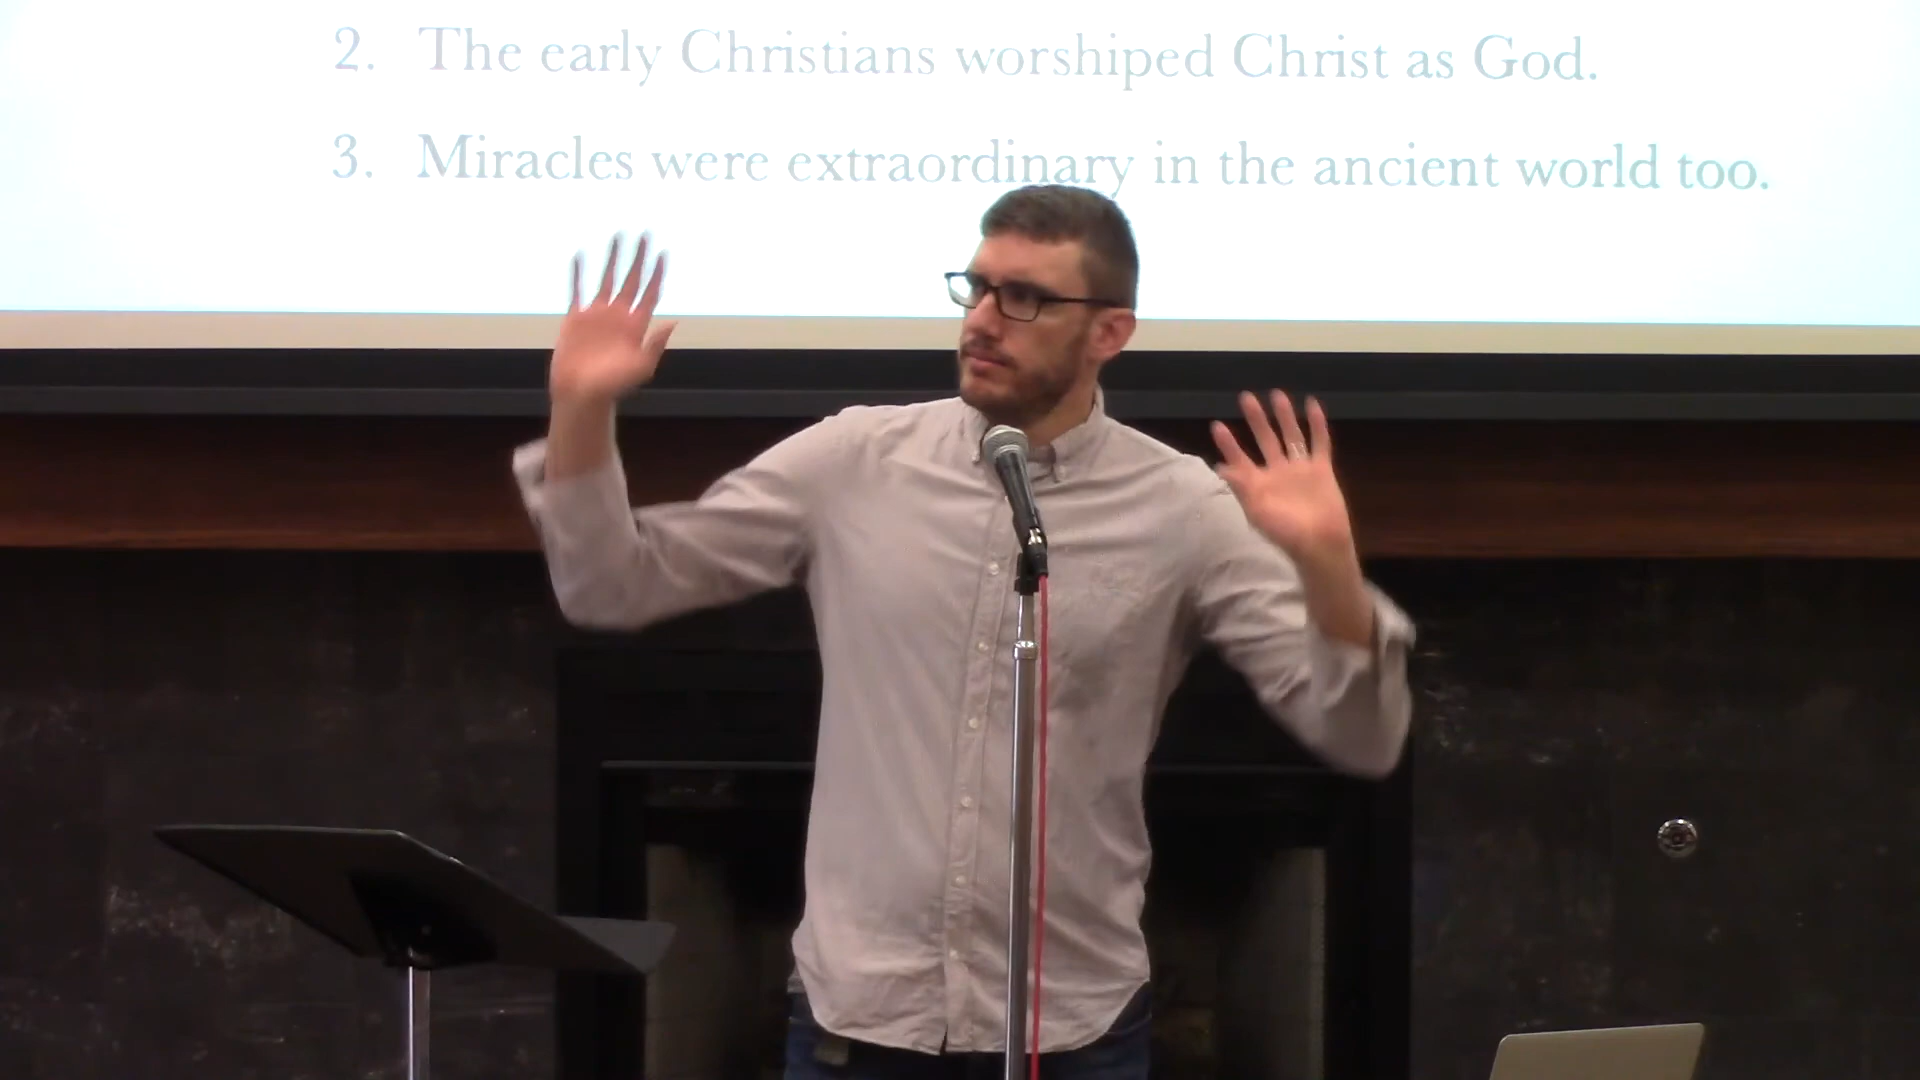 2. The early Christians worshiped Christ as God.
3. Miracles were extraordinary in the ancient world too.